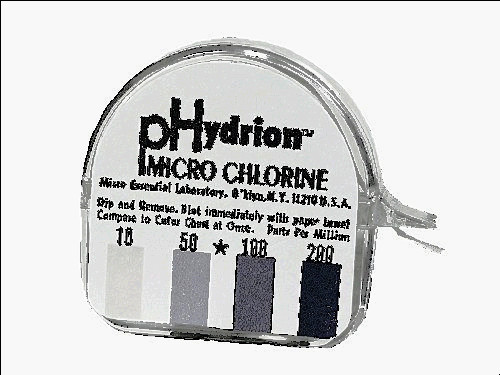 pHydrion™
MICRO CHLORINE
Micro Essential Laboratory, B'klyn, N.Y. 11210 U.S.A.
Dip and Remove. Blot immediately with paper towel
Compare to Color Chart at Once. Parts Per Million
10 50 ★ 100 200